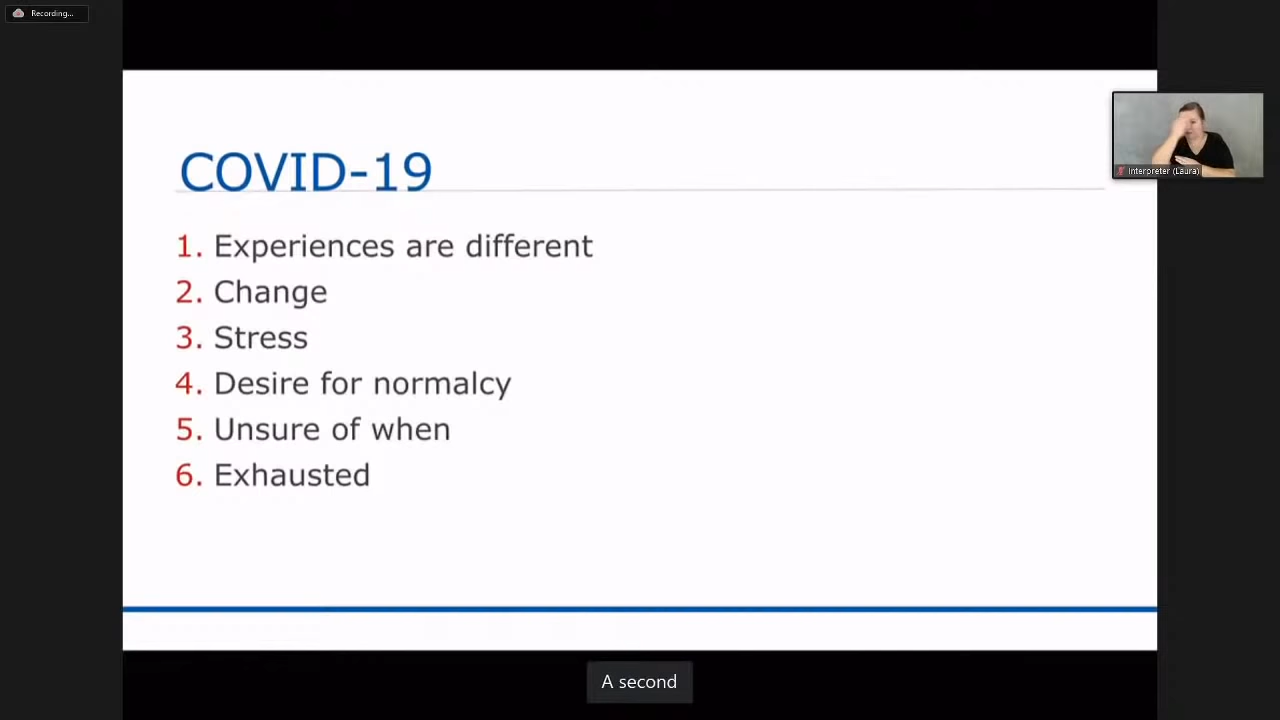 Recording...
COVID-19
1. Experiences are different
2. Change
3. Stress
4. Desire for normalcy
5. Unsure of when
6. Exhausted
Interpreter (Laura)
A second